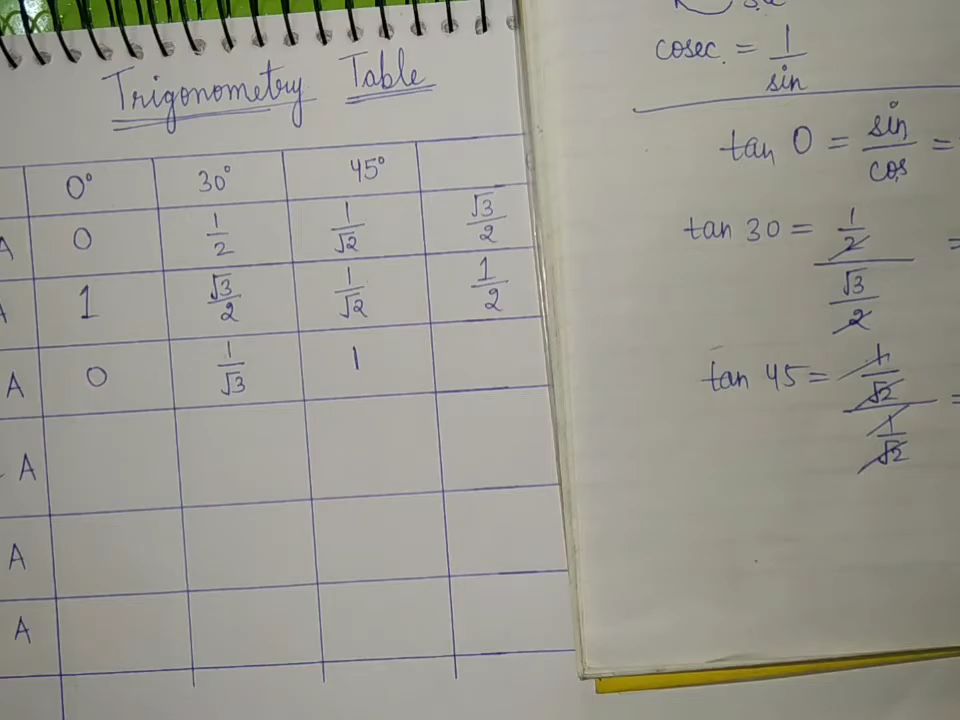 Trigonometry Table
0° 30° 45°
A 0 1/2 1/√2 √3/2
A 1 √3/2 1/√2 1/2
A 0 1/√3 1
A
A
A
cosec = 1/sin
tan 0 = sin/cos =
tan 30 = 1/2 / √3/2 =
tan 45 = 1/√2 / 1/√2 =